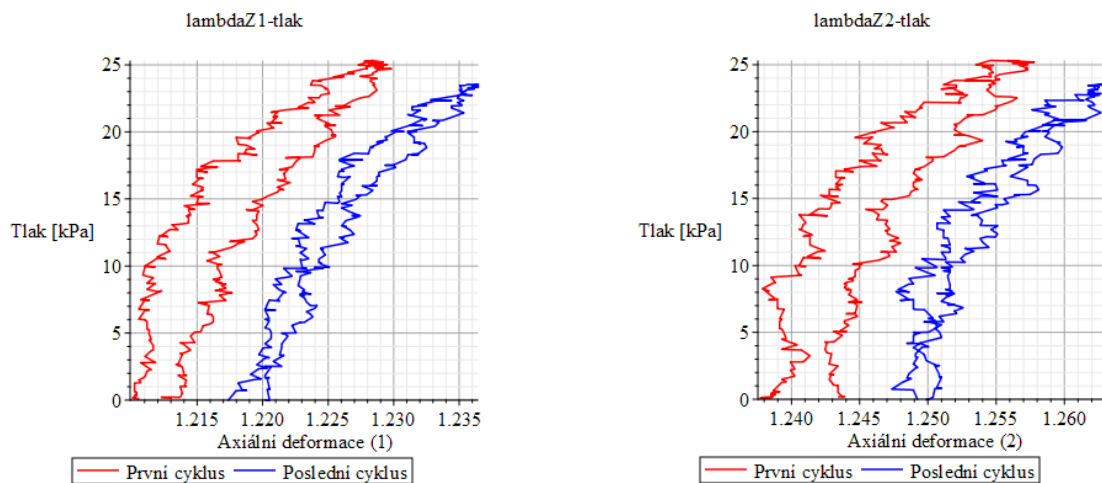 lambdaZ1-tlak
25
20
15
Tlak [kPa]
10
5
0
1.215 1.220 1.225 1.230 1.235
Axiální deformace (1)
První cyklus Poslední cyklus
lambdaZ2-tlak
25
20
15
Tlak [kPa]
10
5
0
1.240 1.245 1.250 1.255 1.260
Axiální deformace (2)
První cyklus Poslední cyklus